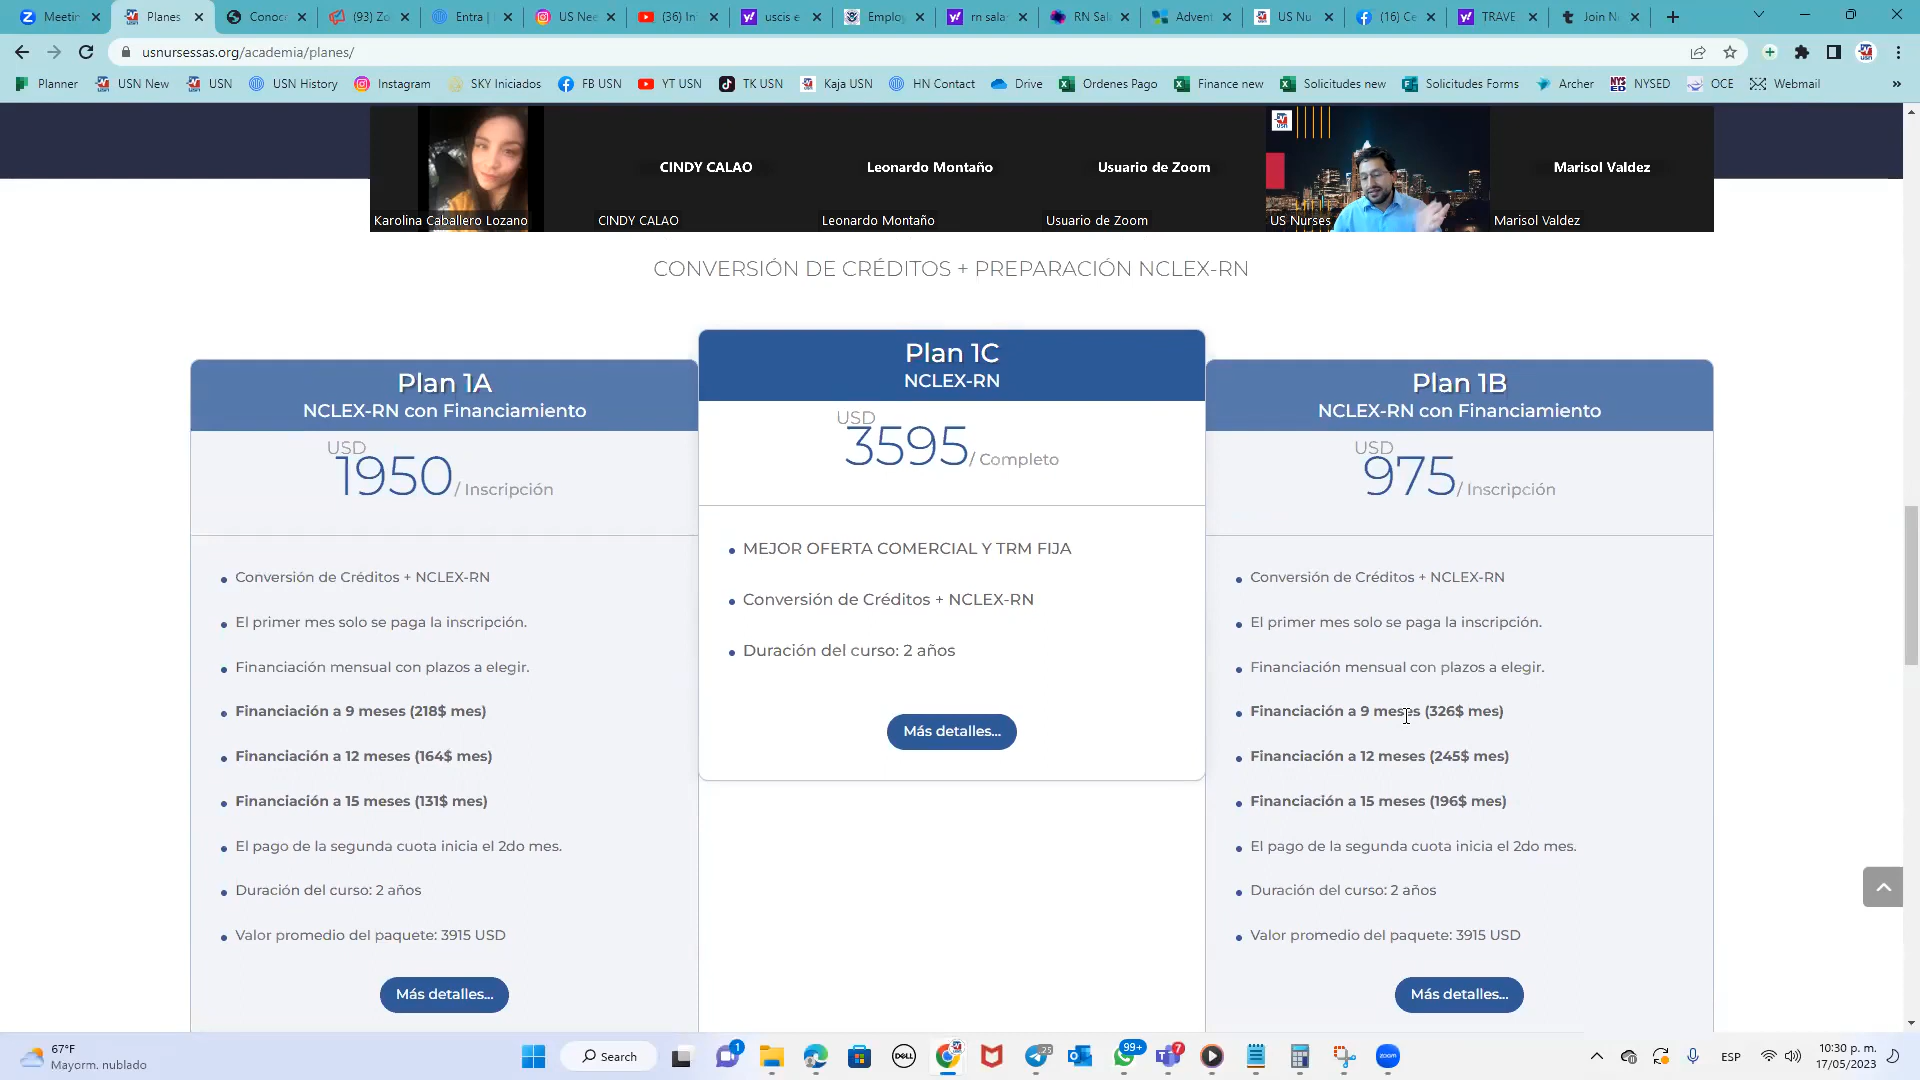 Meetin
Planes
Conoc
(93) Zo
Entra |
US Nee
(36) In
uscis e
Emplo
rn sala
RN Sal
Advent
US Nu
(16) Ce
TRAVE
Join N
usnursessas.org/academia/planes/
Planner
USN New
USN
USN History
Instagram
SKY Iniciados
FB USN
YT USN
TK USN
Kaja USN
HN Contact
Drive
Ordenes Pago
Finance new
Solicitudes new
Solicitudes Forms
Archer
NYSED
OCE
Webmail
CINDY CALAO
Leonardo Montaño
Usuario de Zoom
Marisol Valdez
Karolina Caballero Lozano
CINDY CALAO
Leonardo Montaño
Usuario de Zoom
US Nurses
Marisol Valdez
CONVERSIÓN DE CRÉDITOS + PREPARACIÓN NCLEX-RN
Plan 1A
NCLEX-RN con Financiamiento
USD
1950/ Inscripción
Conversión de Créditos + NCLEX-RN
El primer mes solo se paga la inscripción.
Financiación mensual con plazos a elegir.
Financiación a 9 meses (218$ mes)
Financiación a 12 meses (164$ mes)
Financiación a 15 meses (131$ mes)
El pago de la segunda cuota inicia el 2do mes.
Duración del curso: 2 años
Valor promedio del paquete: 3915 USD
Más detalles...
Plan 1C
NCLEX-RN
USD
3595/ Completo
MEJOR OFERTA COMERCIAL Y TRM FIJA
Conversión de Créditos + NCLEX-RN
Duración del curso: 2 años
Más detalles...
Plan 1B
NCLEX-RN con Financiamiento
USD
975/ Inscripción
Conversión de Créditos + NCLEX-RN
El primer mes solo se paga la inscripción.
Financiación mensual con plazos a elegir.
Financiación a 9 meses (326$ mes)
Financiación a 12 meses (245$ mes)
Financiación a 15 meses (196$ mes)
El pago de la segunda cuota inicia el 2do mes.
Duración del curso: 2 años
Valor promedio del paquete: 3915 USD
Más detalles...
67°F
Mayorm. nublado
Search
1
DELL
25
99+
7
zoom
ESP
10:30 p. m.
17/05/2023